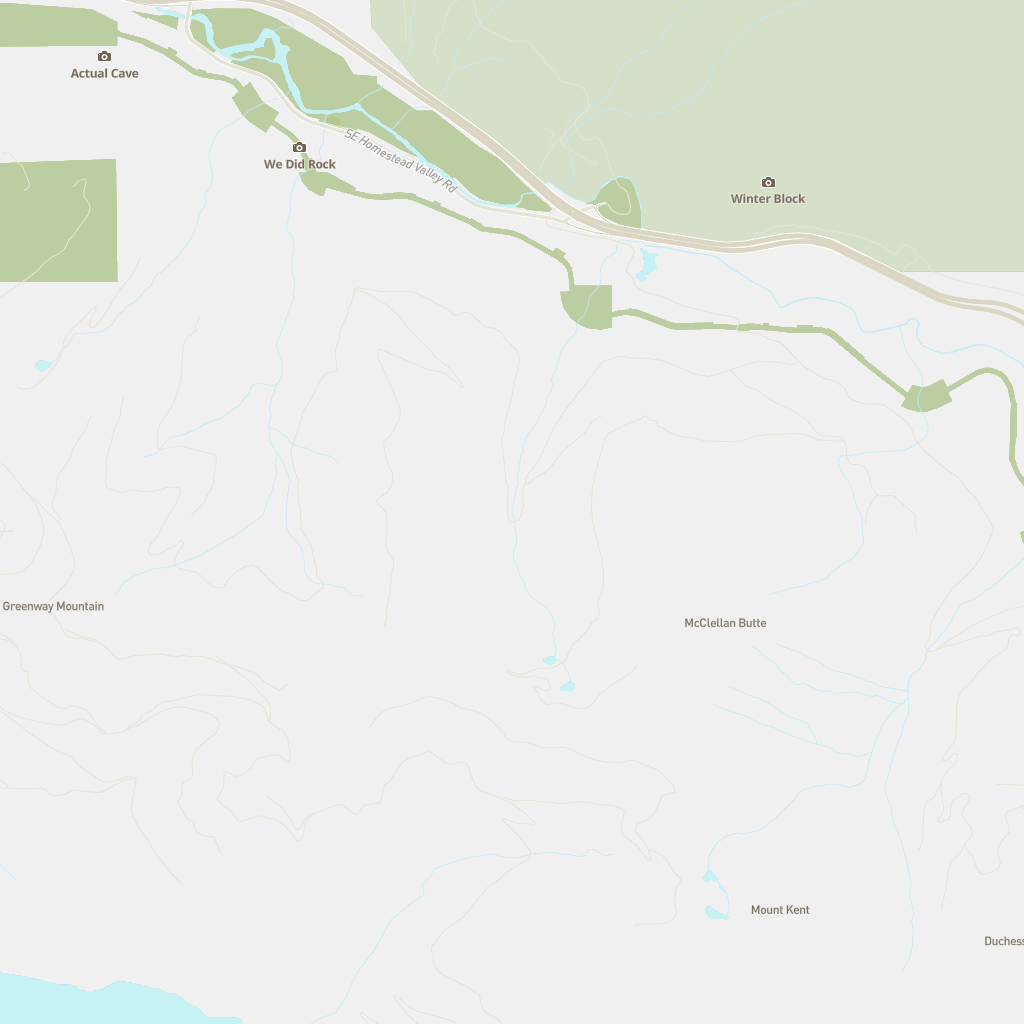 Actual Cave
SE Homestead Valley Rd
We Did Rock
Winter Block
Greenway Mountain
McClellan Butte
Mount Kent
Duchess